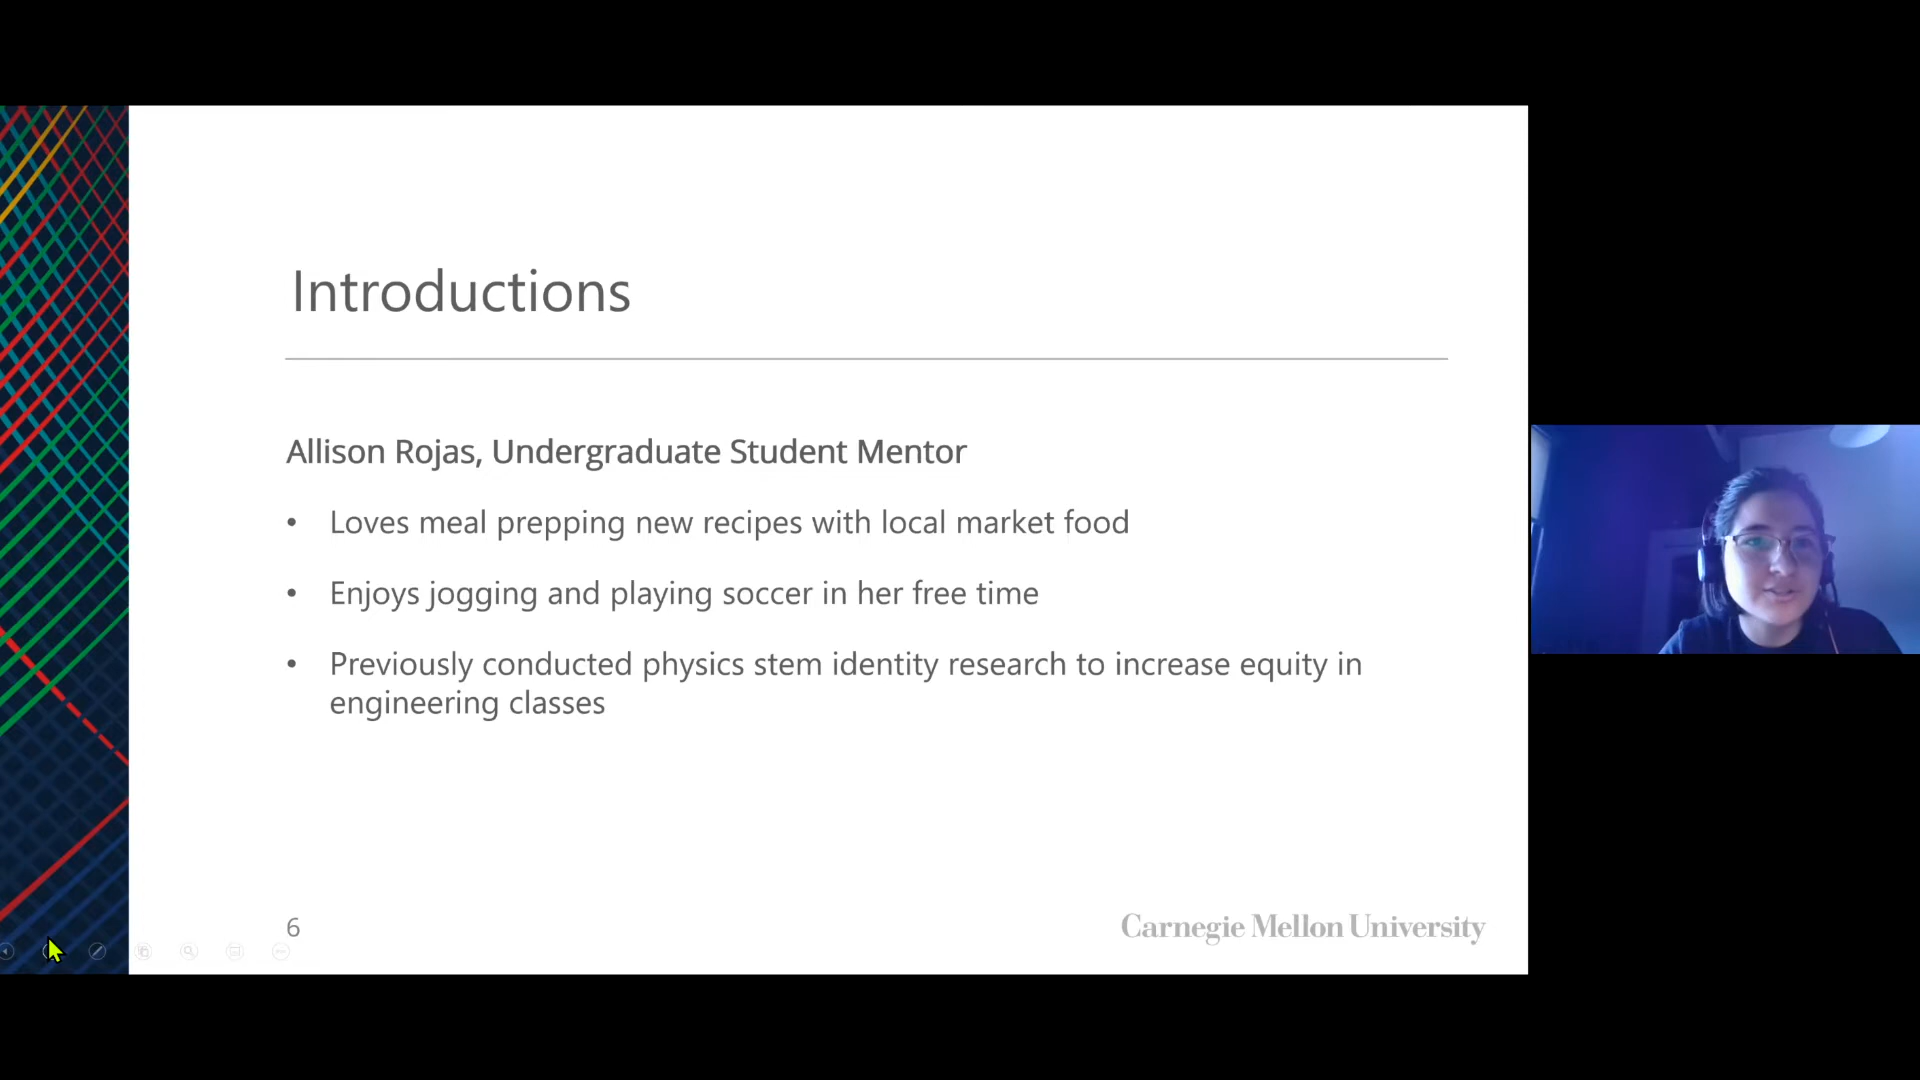 Introductions
Allison Rojas, Undergraduate Student Mentor
• Loves meal prepping new recipes with local market food
• Enjoys jogging and playing soccer in her free time
• Previously conducted physics stem identity research to increase equity in
engineering classes
6
Carnegie Mellon University